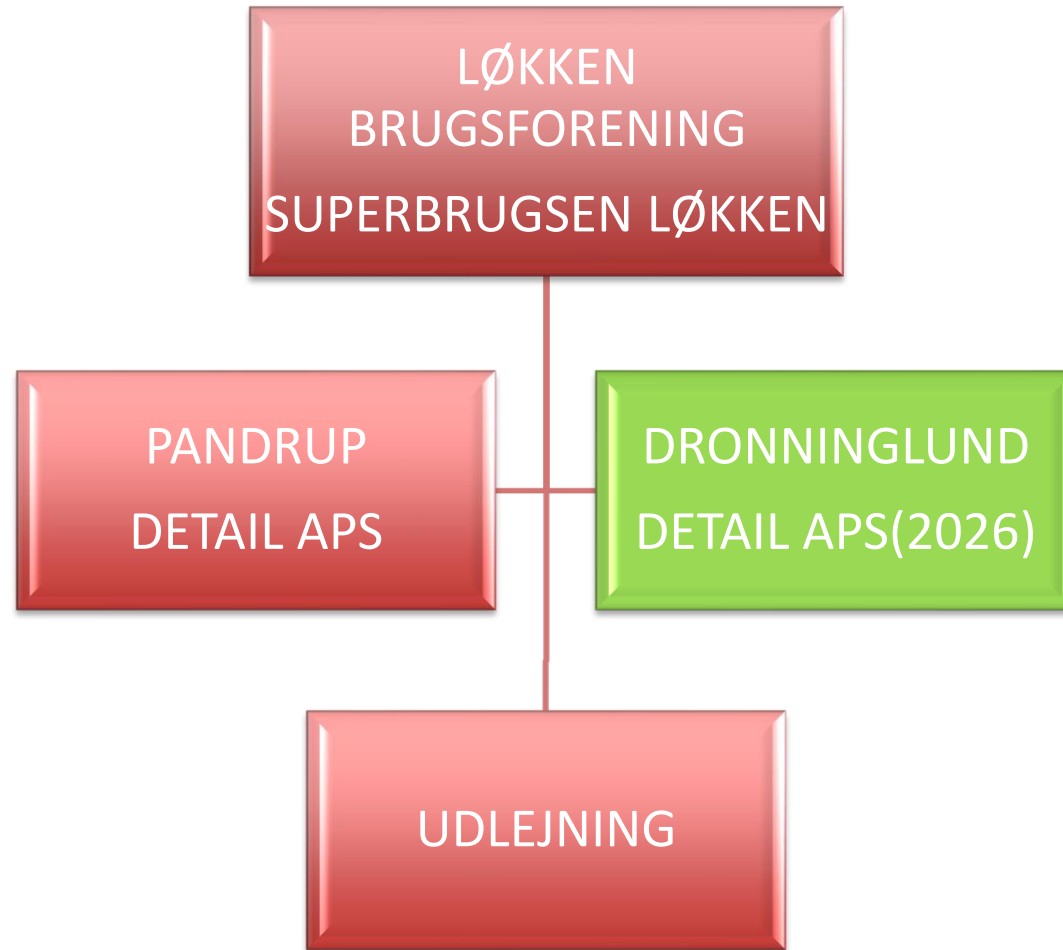 LØKKEN
BRUGSFORENING
SUPERBRUGSEN LØKKEN
PANDRUP
DETAIL APS
DRONNINGLUND
DETAIL APS(2026)
UDLEJNING